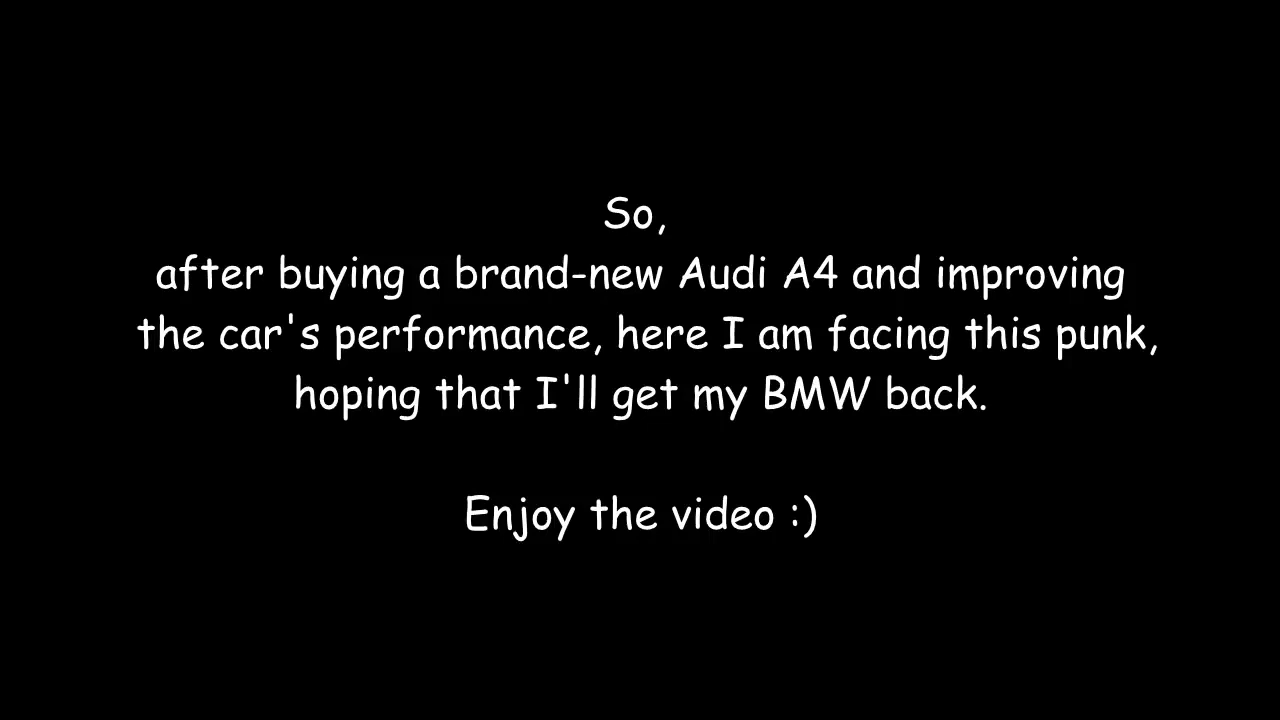 So,
after buying a brand-new Audi A4 and improving
the car's performance, here I am facing this punk,
hoping that I'll get my BMW back.
Enjoy the video :)